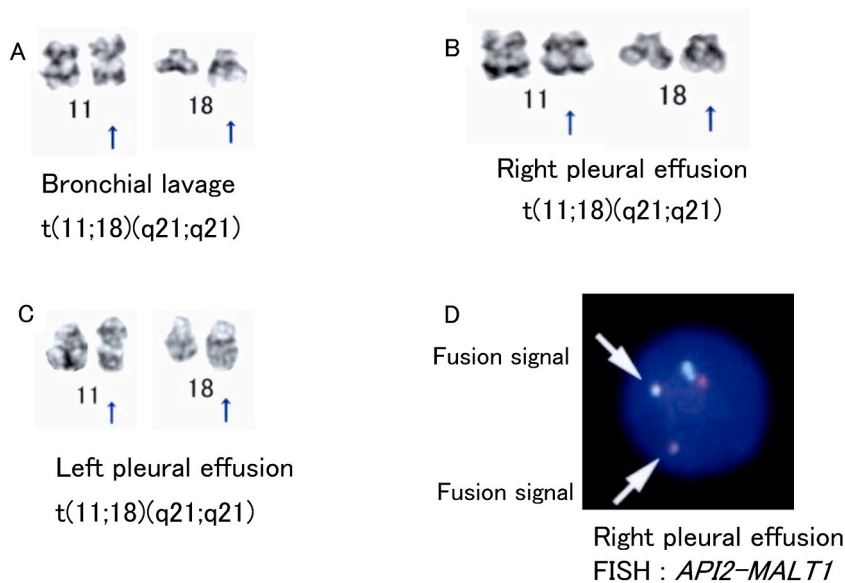 A
11 18
Bronchial lavage
t(11;18)(q21;q21)
B
11 18
Right pleural effusion
t(11;18)(q21;q21)
C
11 18
Left pleural effusion
t(11;18)(q21;q21)
D
Fusion signal
Fusion signal
Right pleural effusion
FISH : API2-MALT1